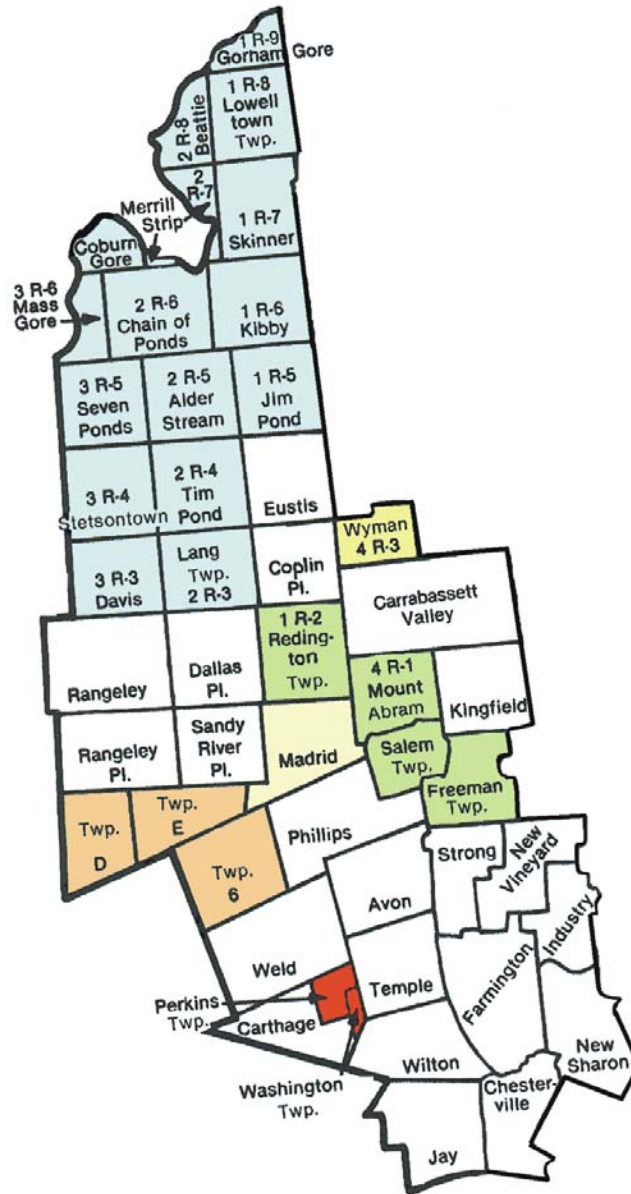 1 R-9
Gorham Gore
1 R-8
Lowell
town
Twp.
2 R-8
Beattie
2
R-7
Merrill
Strip
1 R-7
Skinner
Coburn
Gore
3 R-6
Mass
Gore
2 R-6
Chain of
Ponds
1 R-6
Kibby
3 R-5
Seven
Ponds
2 R-5
Alder
Stream
1 R-5
Jim
Pond
3 R-4
Stetsontown
2 R-4
Tim
Pond
Eustis
Wyman
4 R-3
3 R-3
Davis
Lang
Twp.
2 R-3
Coplin
Pl.
Carrabassett
Valley
Rangeley
Dallas
Pl.
1 R-2
Reding-
ton
Twp.
4 R-1
Mount
Abram
Kingfield
Rangeley
Pl.
Sandy
River
Pl.
Madrid
Salem
Twp.
Freeman
Twp.
Twp.
D
Twp.
E
Twp.
6
Phillips
Strong
New
Vineyard
Avon
Industry
Weld
Temple
Farmington
Perkins
Twp.
Carthage
Washington
Twp.
Wilton
New
Sharon
Chester-
ville
Jay